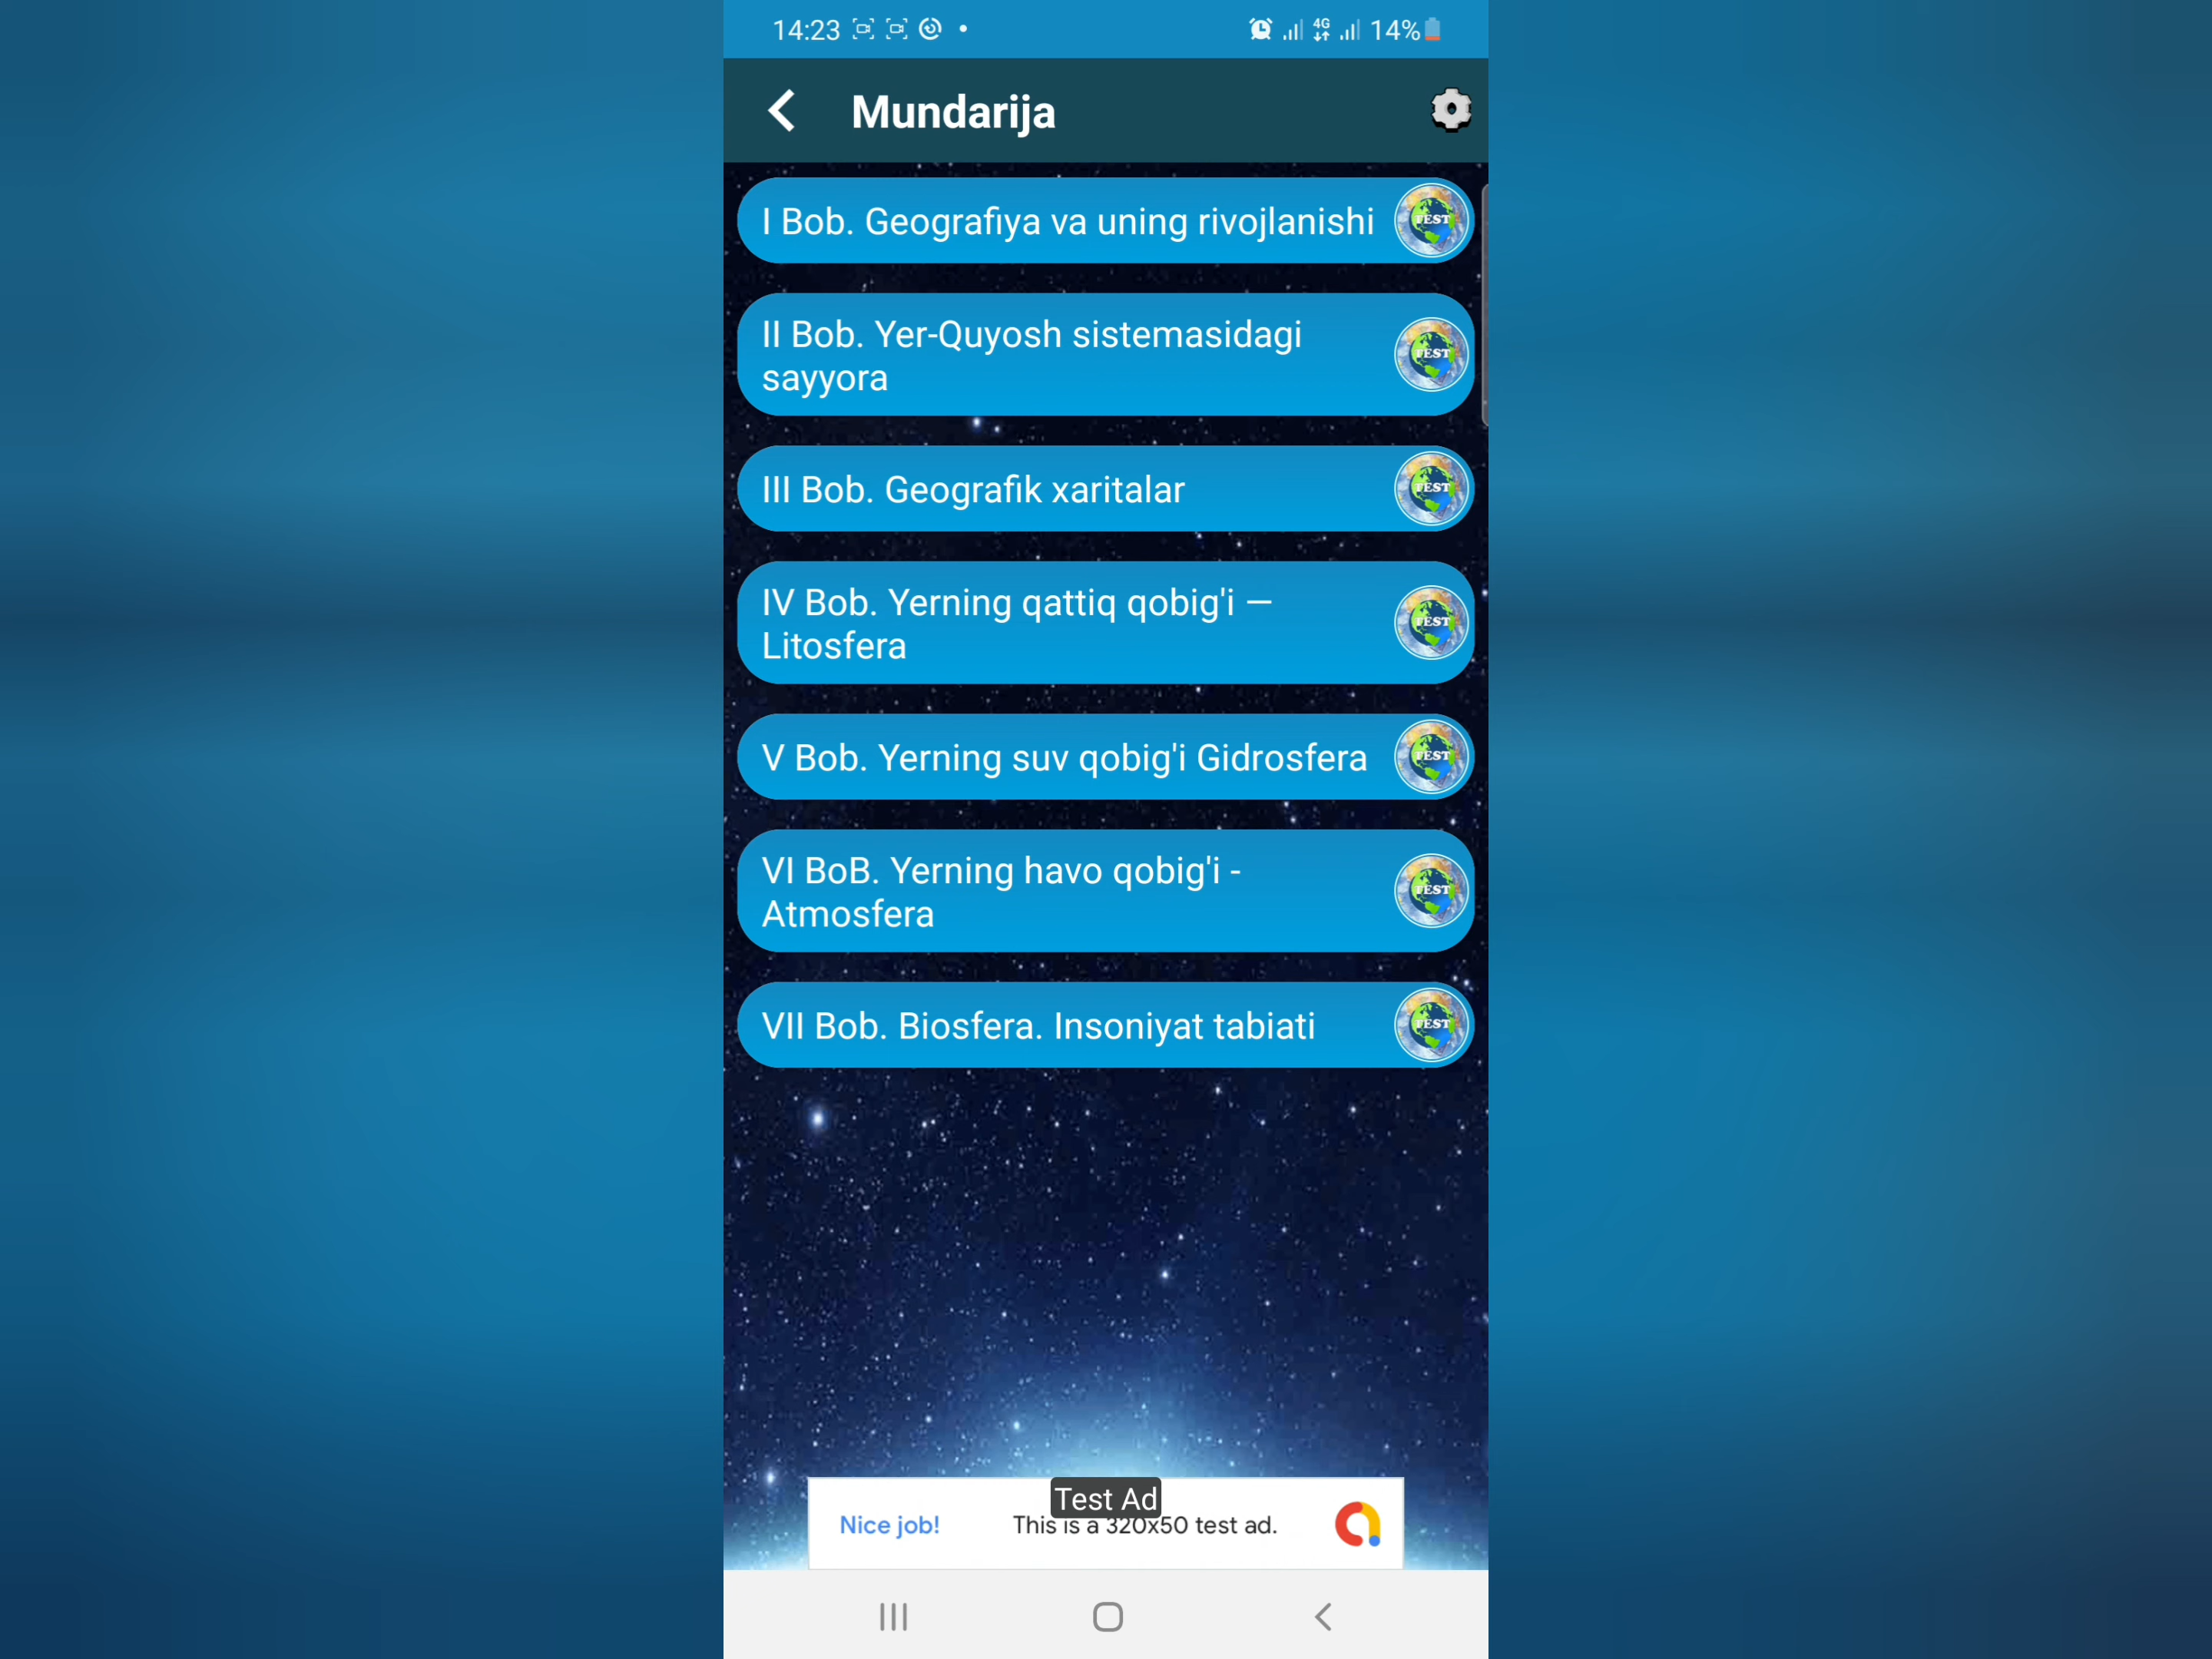 14:23
4G
14%
Mundarija
I Bob. Geografiya va uning rivojlanishi
TEST
II Bob. Yer-Quyosh sistemasidagi
sayyora
TEST
III Bob. Geografik xaritalar
TEST
IV Bob. Yerning qattiq qobig'i —
Litosfera
TEST
V Bob. Yerning suv qobig'i Gidrosfera
TEST
VI BoB. Yerning havo qobig'i -
Atmosfera
TEST
VII Bob. Biosfera. Insoniyat tabiati
TEST
Test Ad
Nice job!
This is a 320x50 test ad.